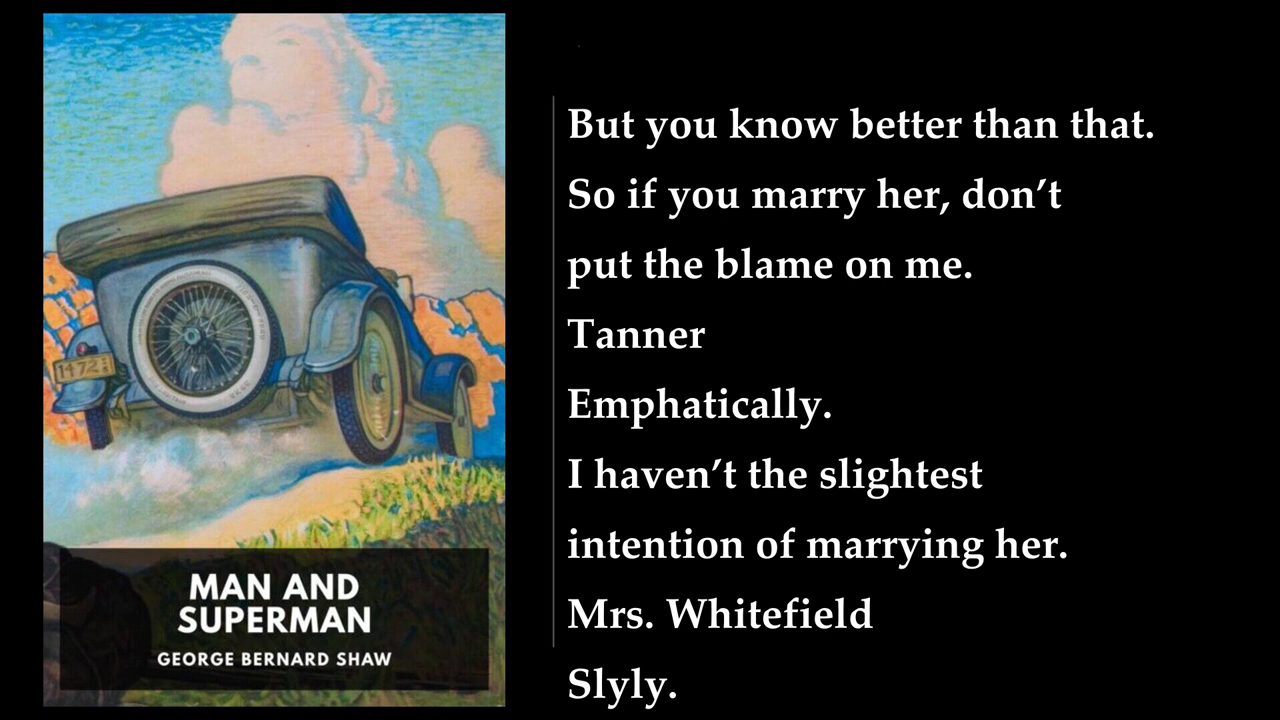 But you know better than that.
So if you marry her, don’t
put the blame on me.
Tanner
Emphatically.
I haven’t the slightest
intention of marrying her.
Mrs. Whitefield
Slyly.
1472
MAN AND
SUPERMAN
GEORGE BERNARD SHAW